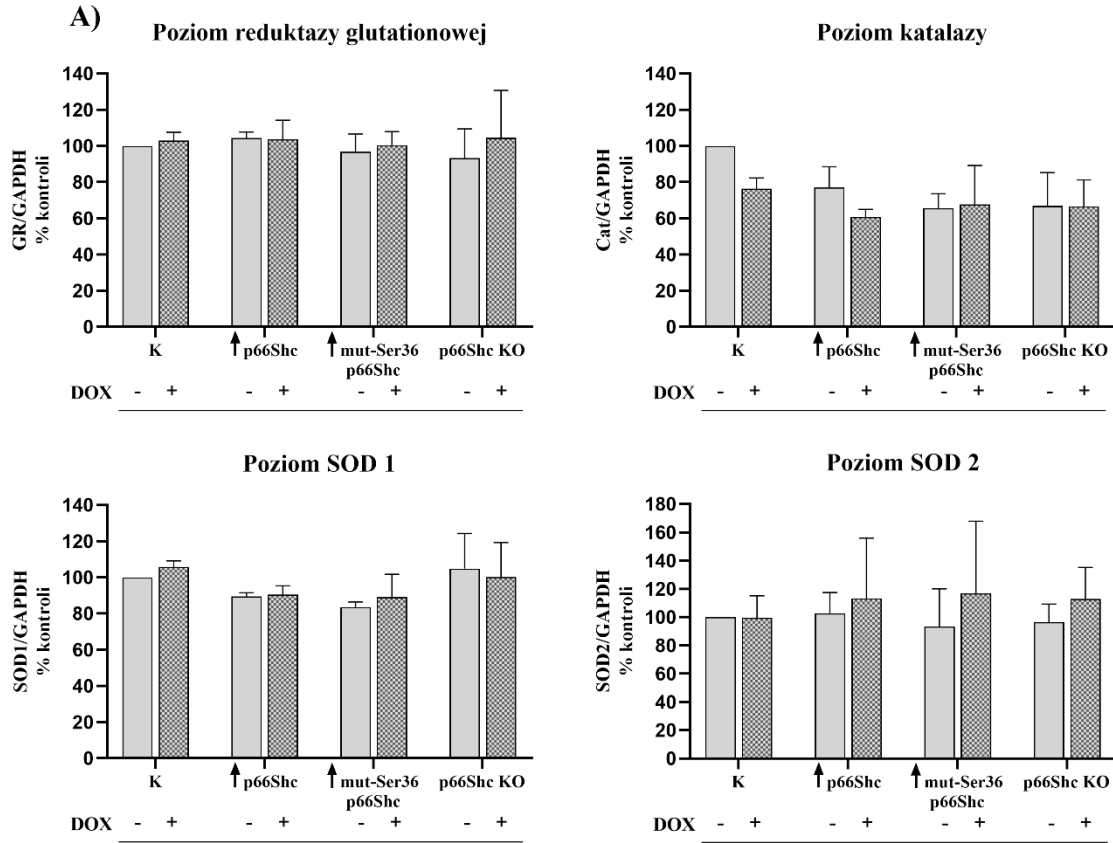 A)
Poziom reduktazy glutationowej
GR/GAPDH
% kontroli
140
120
100
80
60
40
20
0
K
↑ p66Shc
↑ mut-Ser36
p66Shc
p66Shc KO
DOX - + - + - + - +
Poziom katalazy
Cat/GAPDH
% kontroli
140
120
100
80
60
40
20
0
K
↑ p66Shc
↑ mut-Ser36
p66Shc
p66Shc KO
DOX - + - + - + - +
Poziom SOD 1
SOD1/GAPDH
% kontroli
140
120
100
80
60
40
20
0
K
↑ p66Shc
↑ mut-Ser36
p66Shc
p66Shc KO
DOX - + - + - + - +
Poziom SOD 2
SOD2/GAPDH
% kontroli
180
160
140
120
100
80
60
40
20
0
K
↑ p66Shc
↑ mut-Ser36
p66Shc
p66Shc KO
DOX - + - + - + - +